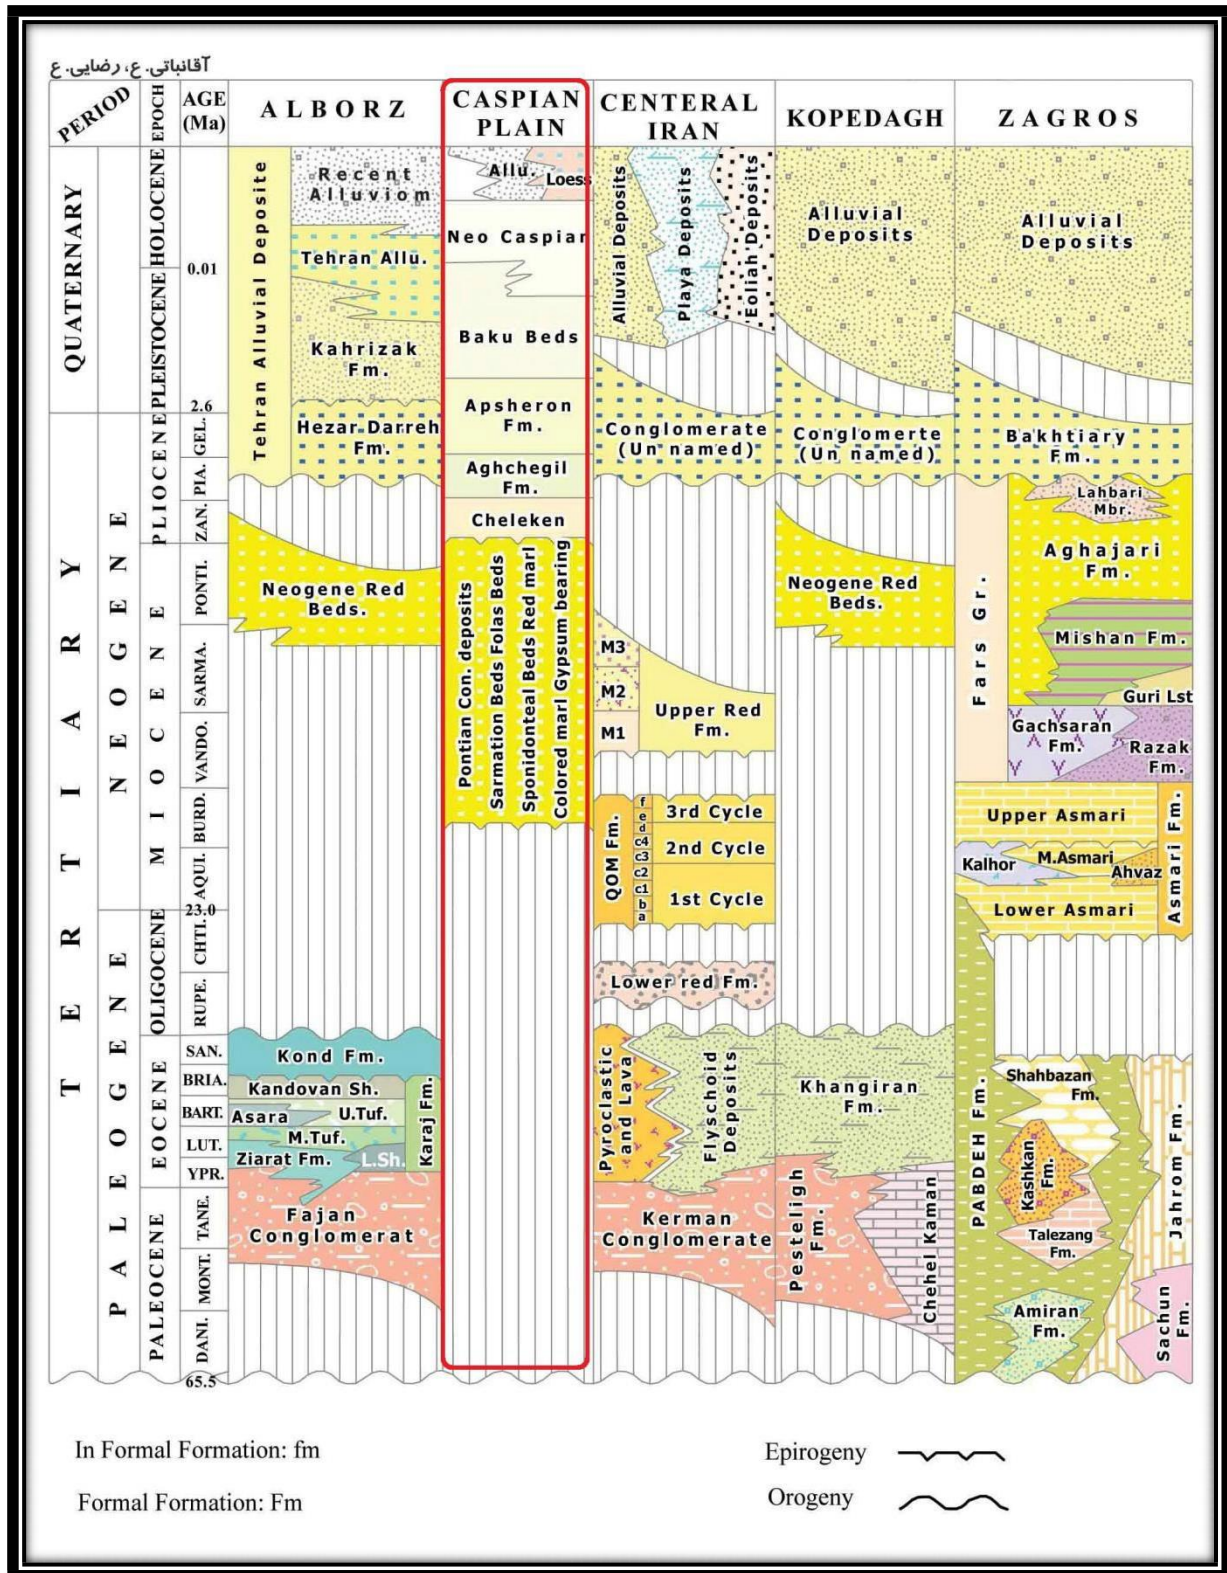 آقانباتی. ع، رضایی. ع
PERIOD
EPOCH
AGE
(Ma)
ALBORZ
CASPIAN
PLAIN
CENTERAL
IRAN
KOPEDAGH
ZAGROS
QUATERNARY
TERTIARY
NEOGENE
PALEOGENE
HOLOCENE
PLEISTOCENE
PLIOCENE
MIOCENE
OLIGOCENE
EOCENE
PALEOCENE
0.01
2.6
GEL.
PIA.
ZAN.
PONTI.
SARMA.
VANDO.
BURD.
AQUI.
23.0
CHTI.
RUPE.
SAN.
BRIA.
BART.
LUT.
YPR.
TANE.
MONT.
DANI.
65.5
Tehran Alluvial Deposite
Recent
Alluviom
Tehran Allu.
Kahrizak
Fm.
Hezar Darreh
Fm.
Neogene Red
Beds.
Kond Fm.
Kandovan Sh.
Asara
U.Tuf.
M.Tuf.
Ziarat Fm.
L.Sh.
Karaj Fm.
Fajan
Conglomerat
Allu.
Loess
Neo Caspiar
Baku Beds
Apsheron
Fm.
Aghchegil
Fm.
Cheleken
Pontian Con. deposits
Sarmation Beds Folas Beds
Sponidonteal Beds Red marl
Colored marl Gypsum bearing
Alluvial Deposits
Playa Deposits
Eoliah Deposits
Conglomerate
(Un named)
M3
M2
M1
Upper Red
Fm.
QOM Fm.
f
e
d
c4
c3
c2
c1
b
a
3rd Cycle
2nd Cycle
1st Cycle
Lower red Fm.
Pyroclastic
and Lava
Flyschoid
Deposits
Kerman
Conglomerate
Alluvial
Deposits
Conglomerte
(Un named)
Neogene Red
Beds.
Khangiran
Fm.
Pesteligh
Fm.
Chehel Kaman
Alluvial
Deposits
Bakhtiary
Fm.
Fars Gr.
Lahbari
Mbr.
Aghajari
Fm.
Mishan Fm.
Guri Lst
Gachsaran
Fm.
Razak
Fm.
Upper Asmari
Kalhor
M.Asmari
Ahvaz
Lower Asmari
Asmari Fm.
PABDEH Fm.
Shahbazan
Fm.
Kashkan
Fm.
Talezang
Fm.
Amiran
Fm.
Jahrom Fm.
Sachun
Fm.
In Formal Formation: fm
Formal Formation: Fm
Epirogeny
Orogeny